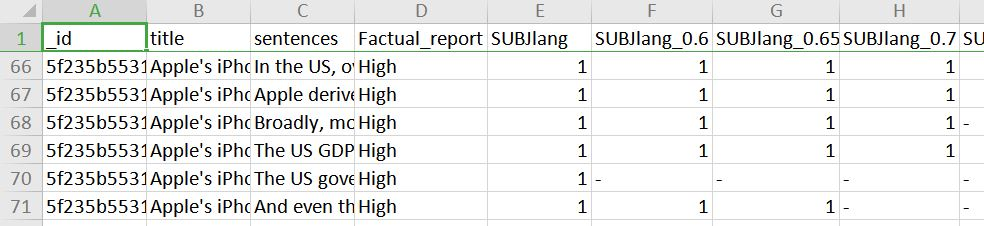 A B C D E F G H
1 _id title sentences Factual_report SUBJlang SUBJlang_0.6 SUBJlang_0.65 SUBJlang_0.7 SU
66 5f235b5531 Apple's iPho In the US, ov High 1 1 1 1
67 5f235b5531 Apple's iPho Apple derive High 1 1 1 1
68 5f235b5531 Apple's iPho Broadly, mo High 1 1 1 1 -
69 5f235b5531 Apple's iPho The US GDP High 1 1 1 1
70 5f235b5531 Apple's iPho The US gove High 1 - - - -
71 5f235b5531 Apple's iPho And even th High 1 1 1 - -